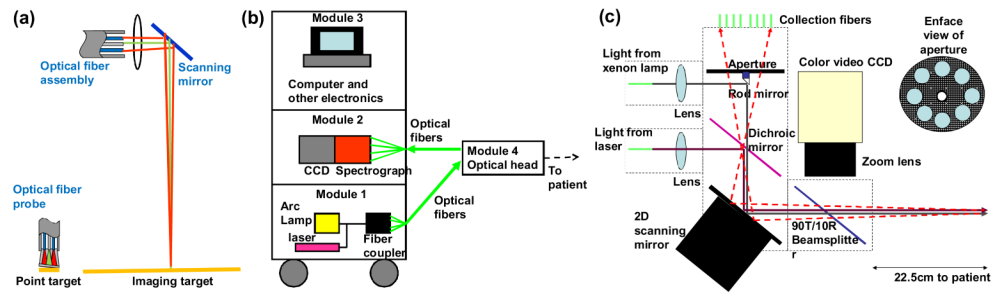 (a)
Optical fiber
assembly
Scanning
mirror
Optical fiber
probe
Point target
Imaging target
(b)
Module 3
Computer and
other electronics
Module 2
CCD
Spectrograph
Optical
fibers
Module 4
Optical head
To
patient
Module 1
Arc
Lamp
laser
Fiber
coupler
Optical
fibers
(c)
Collection fibers
Light from
xenon lamp
Lens
Aperture
Rod mirror
Color video CCD
Enface
view of
aperture
Light from
laser
Lens
Dichroic
mirror
Zoom lens
2D
scanning
mirror
90T/10R
Beamsplitte
r
22.5cm to patient